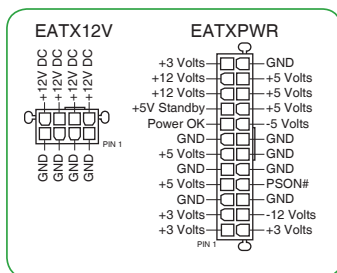 EATX12V
+12V DC
+12V DC
+12V DC
+12V DC
GND
GND
GND
GND
PIN 1
EATXPWR
+3 Volts GND
+12 Volts +5 Volts
+12 Volts +5 Volts
+5V Standby +5 Volts
Power OK -5 Volts
GND GND
+5 Volts GND
GND GND
+5 Volts PSON#
GND GND
+3 Volts -12 Volts
+3 Volts +3 Volts
PIN 1